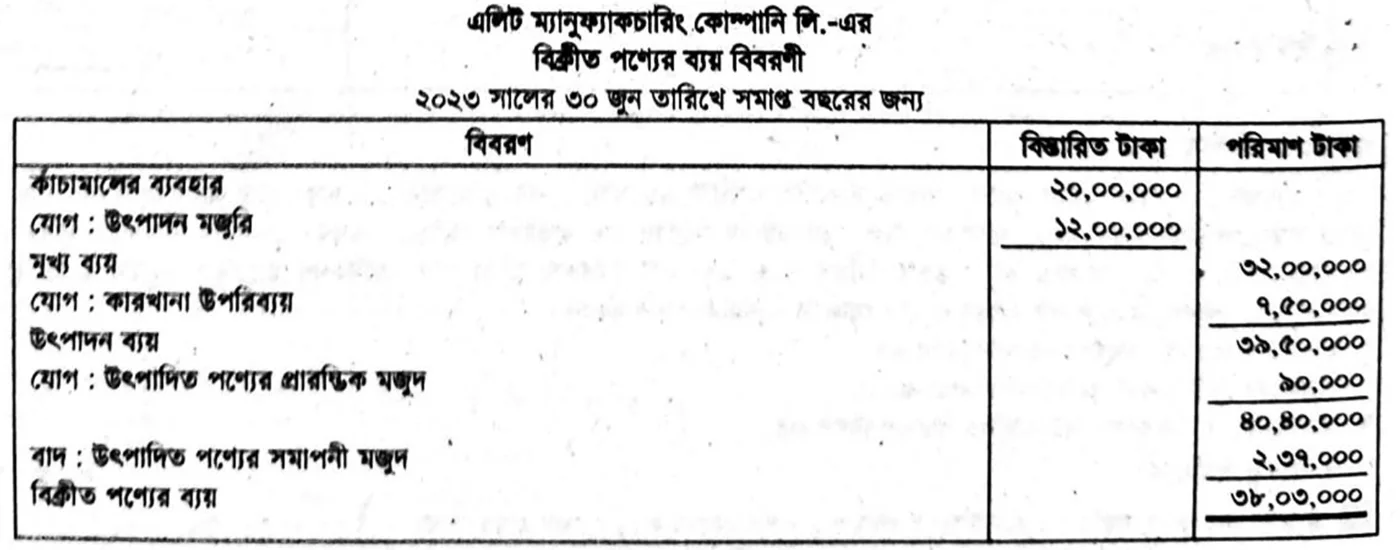 এলিট ম্যানুফ্যাকচারিং কোম্পানি লি.-এর
বিক্রীত পণ্যের ব্যয় বিবরণী
২০২৩ সালের ৩০ জুন তারিখে সমাপ্ত বছরের জন্য
বিবরণ বিস্তারিত টাকা পরিমাণ টাকা
কাঁচামালের ব্যবহার ২০,০০,০০০
যোগ : উৎপাদন মজুরি ১২,০০,০০০
মুখ্য ব্যয় ৩২,০০,০০০
যোগ : কারখানা উপরিব্যয় ৭,৫০,০০০
উৎপাদন ব্যয় ৩৯,৫০,০০০
যোগ : উৎপাদিত পণ্যের প্রারম্ভিক মজুদ ৯০,০০০
৪০,৪০,০০০
বাদ : উৎপাদিত পণ্যের সমাপনী মজুদ ২,৩৭,০০০
বিক্রীত পণ্যের ব্যয় ৩৮,০৩,০০০